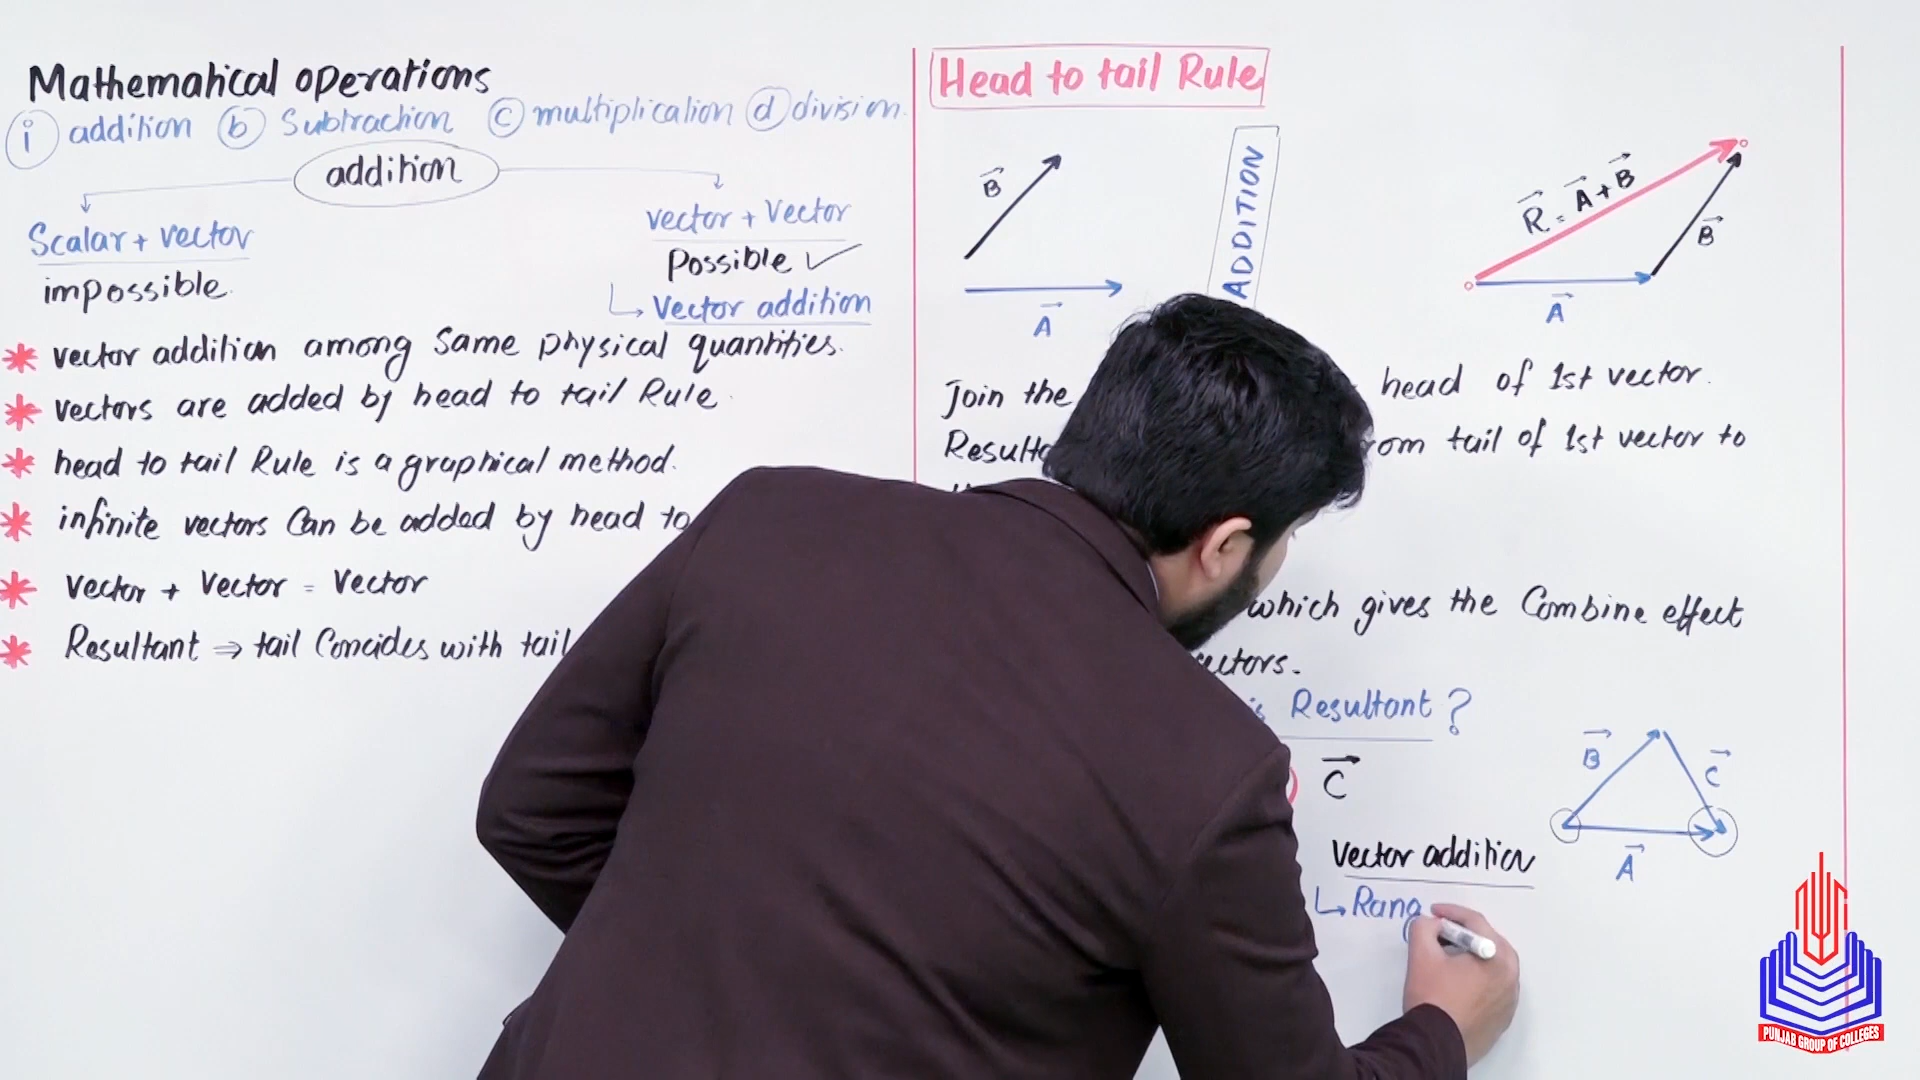 Mathematical operations
i addition b Subtraction c multiplication d division.
addition
Scalar + vector
impossible.
vector + Vector
Possible ✓
Vector addition
* vector addition among Same physical quantities.
* vectors are added by head to tail Rule.
* head to tail Rule is a graphical method.
* infinite vectors Can be added by head to
* Vector + Vector = Vector
* Resultant ⇒ tail Concides with tail
Head to tail Rule
B
A
ADDITION
R = A + B
B
A
Join the head of 1st vector.
tail of 1st vector to
which gives the Combine effect
Resultant ?
C
B
C
A
Vector addition
Rang
PUNJAB GROUP OF COLLEGES